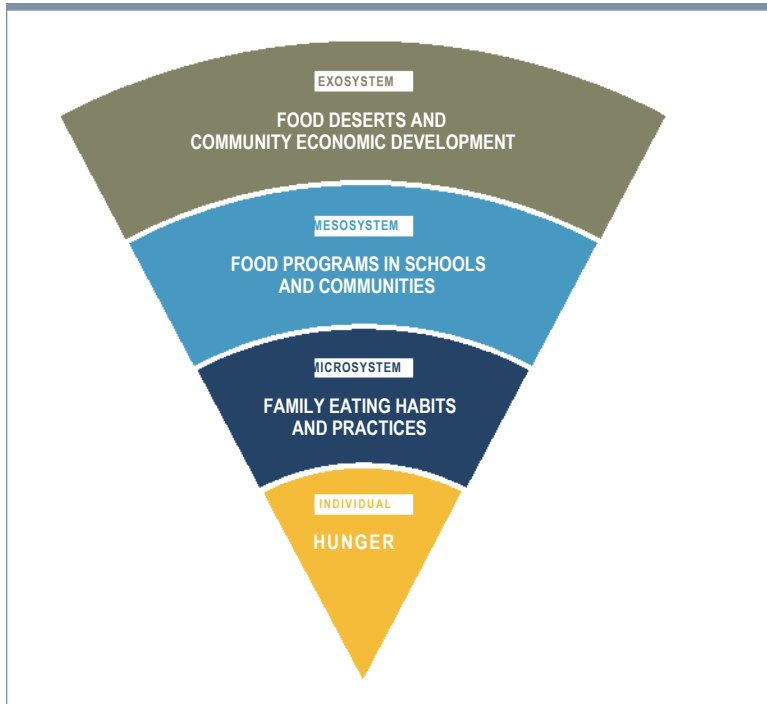 EXOSYSTEM
FOOD DESERTS AND
COMMUNITY ECONOMIC DEVELOPMENT
MESOSYSTEM
FOOD PROGRAMS IN SCHOOLS
AND COMMUNITIES
MICROSYSTEM
FAMILY EATING HABITS
AND PRACTICES
INDIVIDUAL
HUNGER